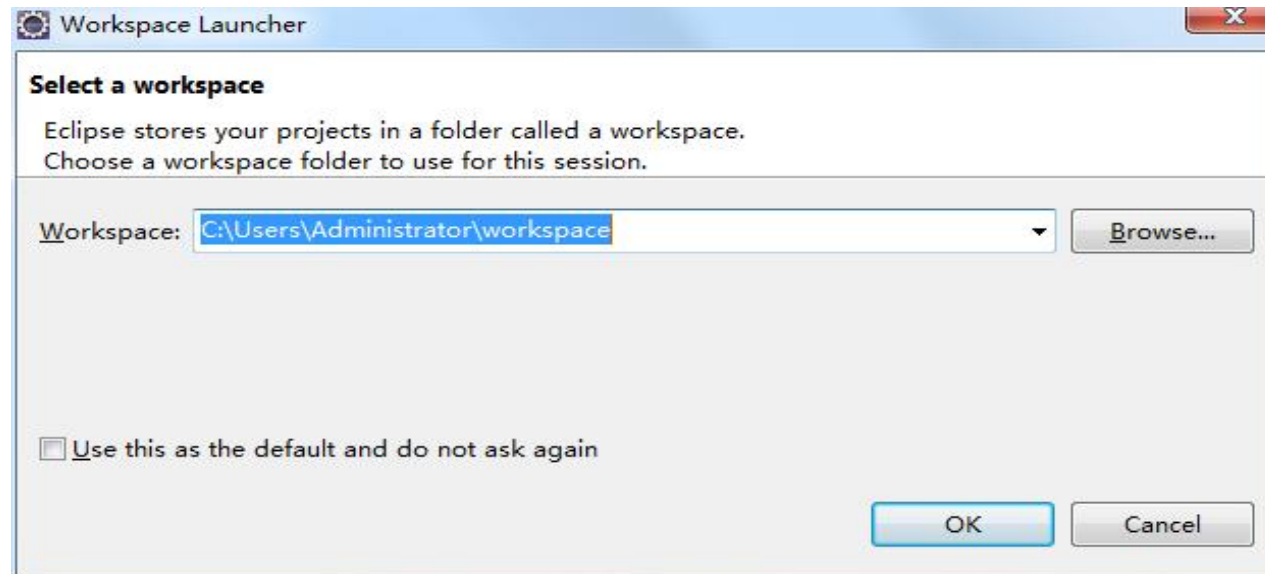 Workspace Launcher
Select a workspace
Eclipse stores your projects in a folder called a workspace.
Choose a workspace folder to use for this session.
Workspace: C:\Users\Administrator\workspace Browse...
Use this as the default and do not ask again
OK Cancel